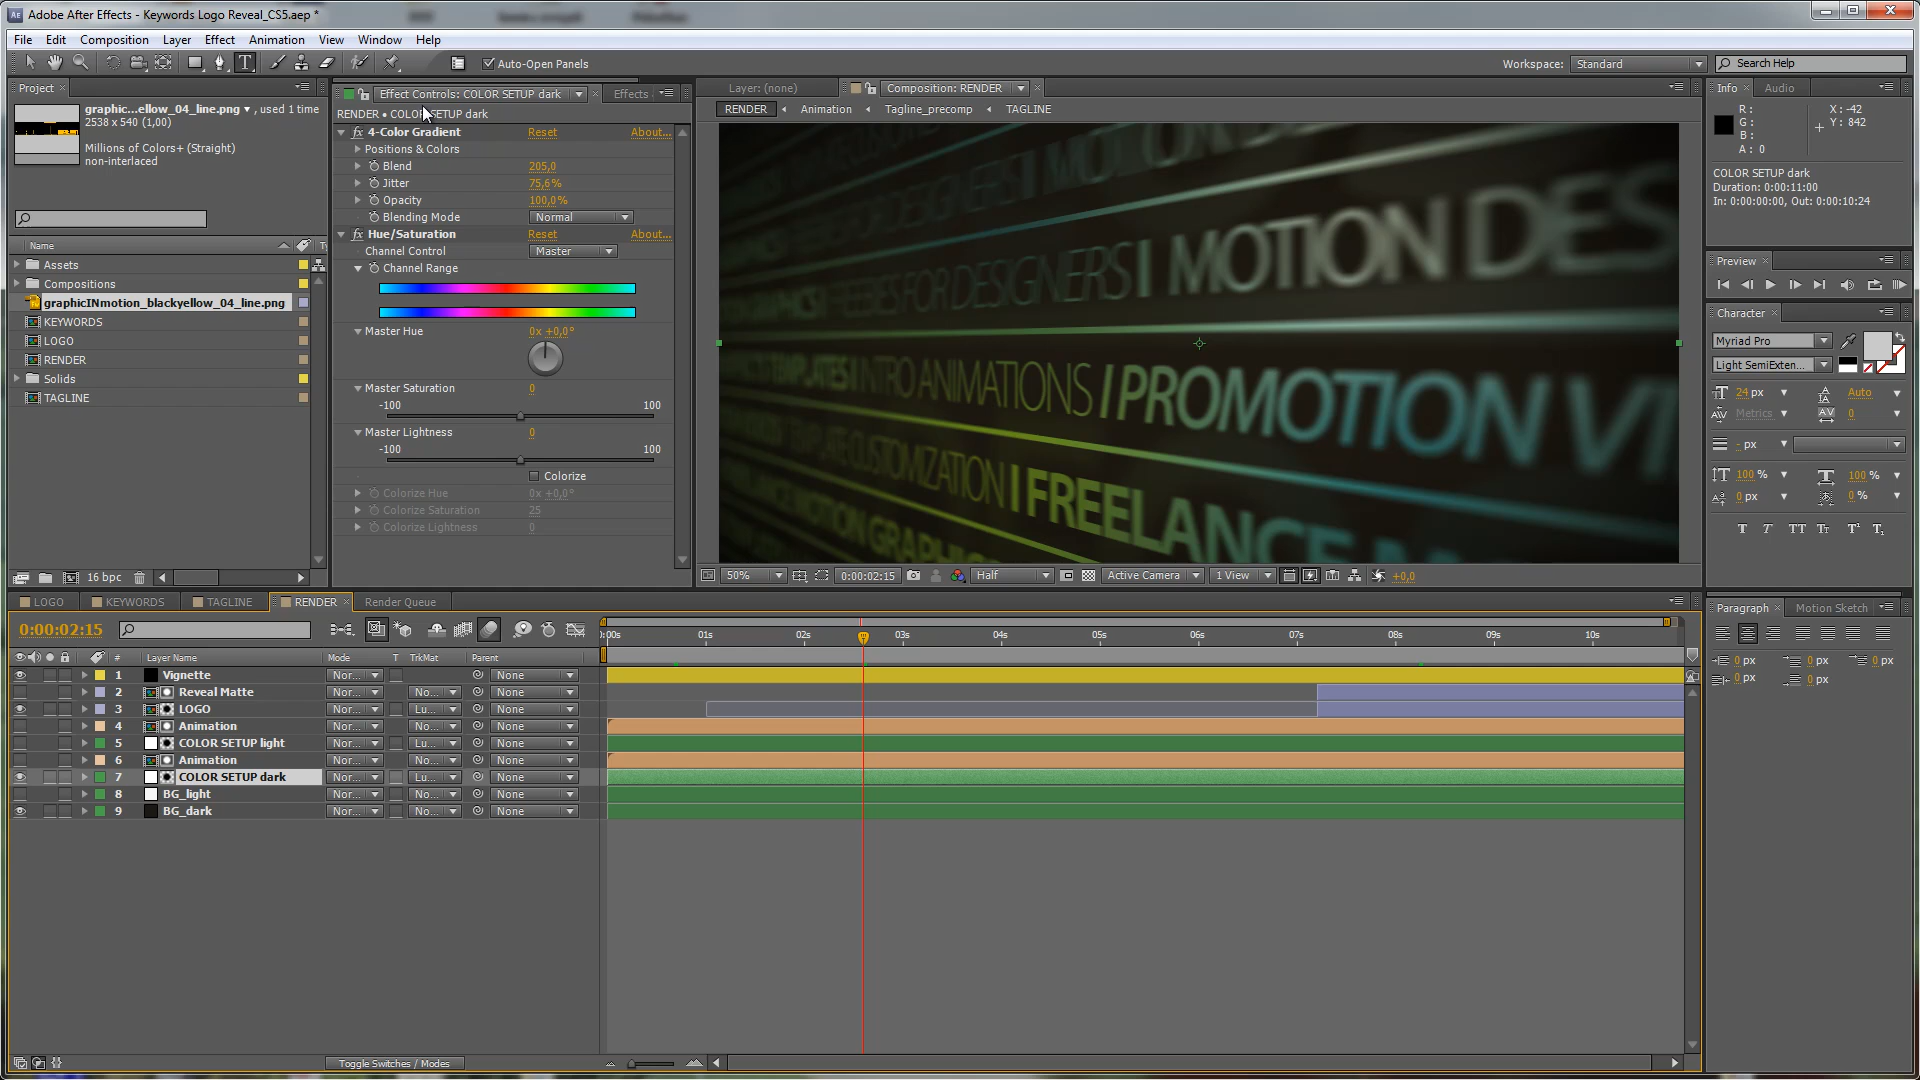 Adobe After Effects - Keywords Logo Reveal_CS5.aep *
File Edit Composition Layer Effect Animation View Window Help
Auto-Open Panels
Workspace: Standard
Search Help
Project
graphic...ellow_04_line.png, used 1 time
2538 x 540 (1,00)
Millions of Colors+ (Straight)
non-interlaced
Name
Assets
Compositions
graphicINmotion_blackyellow_04_line.png
KEYWORDS
LOGO
RENDER
Solids
TAGLINE
16 bpc
Effect Controls: COLOR SETUP dark
Effects
RENDER • COLOR SETUP dark
4-Color Gradient Reset About...
Positions & Colors
Blend 205,0
Jitter 75,6%
Opacity 100,0%
Blending Mode Normal
Hue/Saturation Reset About...
Channel Control Master
Channel Range
Master Hue 0x +0,0°
Master Saturation 0
-100 100
Master Lightness 0
-100 100
Colorize
Colorize Hue 0x +0,0°
Colorize Saturation 25
Colorize Lightness 0
Layer: (none)
Composition: RENDER
RENDER Animation Tagline_precomp TAGLINE
I MOTION DES
FOR DESIGNERS
TEMPLATES I INTRO ANIMATIONS I PROMOTION VI
CUSTOMIZATION I FREELANCE M
50% 0:00:02:15 Half Active Camera 1 View +0,0
Info Audio
R: X: -42
G: Y: 842
B:
A: 0
COLOR SETUP dark
Duration: 0:00:11:00
In: 0:00:00:00, Out: 0:00:10:24
Preview
Character
Myriad Pro
Light SemiExten...
24 px Auto
Metrics 0
- px
100 % 100 %
0 px 0 %
Paragraph Motion Sketch
0 px 0 px 0 px
0 px 0 px
LOGO KEYWORDS TAGLINE RENDER Render Queue
0:00:02:15
:00s 01s 02s 03s 04s 05s 06s 07s 08s 09s 10s
# Layer Name Mode T TrkMat Parent
1 Vignette Nor... None
2 Reveal Matte Nor... No... None
3 LOGO Nor... Lu... None
4 Animation Nor... No... None
5 COLOR SETUP light Nor... Lu... None
6 Animation Nor... No... None
7 COLOR SETUP dark Nor... Lu... None
8 BG_light Nor... No... None
9 BG_dark Nor... No... None
Toggle Switches / Modes